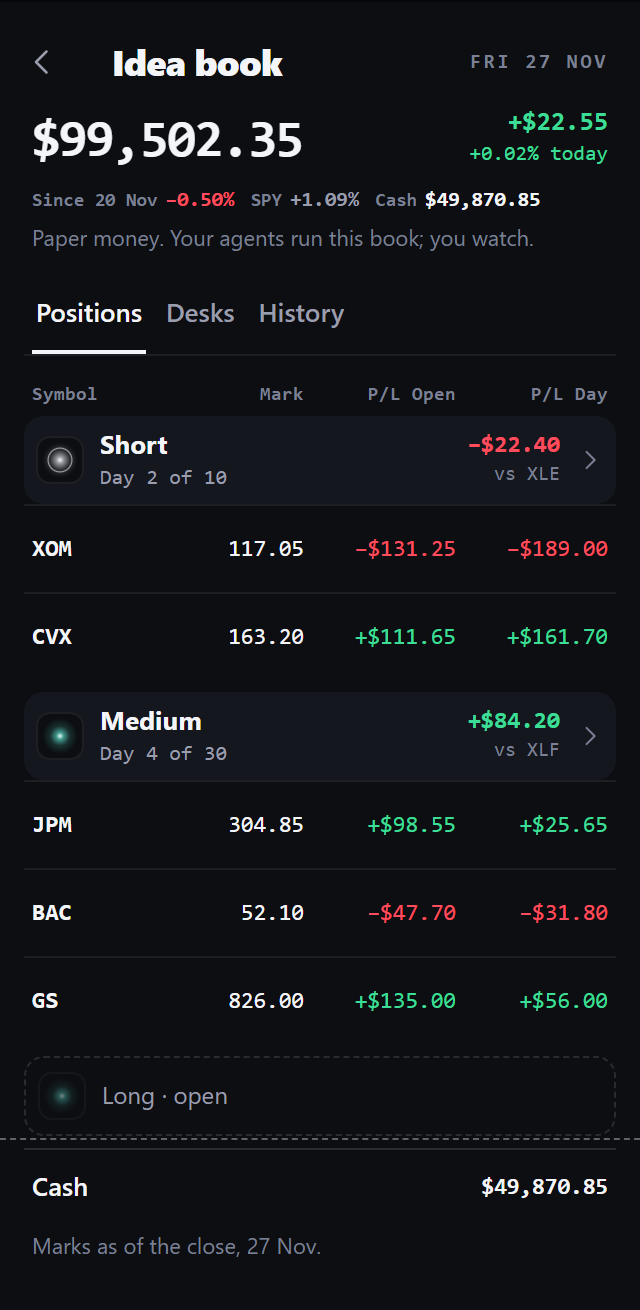 Idea book
FRI 27 NOV
$99,502.35
+$22.55
+0.02% today
Since 20 Nov −0.50% SPY +1.09% Cash $49,870.85
Paper money. Your agents run this book; you watch.
Positions Desks History
Symbol Mark P/L Open P/L Day
Short −$22.40
Day 2 of 10 vs XLE
XOM 117.05 −$131.25 −$189.00
CVX 163.20 +$111.65 +$161.70
Medium +$84.20
Day 4 of 30 vs XLF
JPM 304.85 +$98.55 +$25.65
BAC 52.10 −$47.70 −$31.80
GS 826.00 +$135.00 +$56.00
Long · open
Cash $49,870.85
Marks as of the close, 27 Nov.